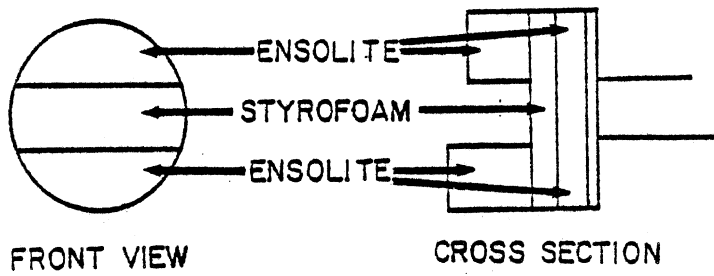 ENSOLITE
STYROFOAM
ENSOLITE
FRONT VIEW
CROSS SECTION